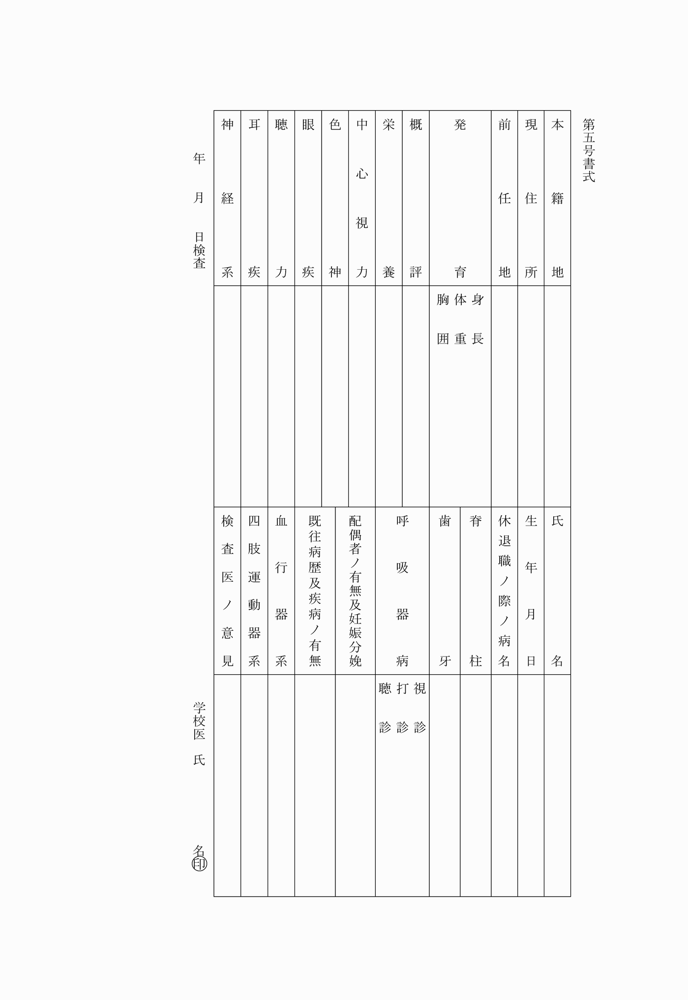 第五号書式
本籍地
氏名
現住所
生年月日
前任地
休退職ノ際ノ病名
発育
身長
体重
胸囲
脊柱
歯牙
概評
栄養
呼吸器病
視診
打診
聴診
中心視力
色神
眼疾
配偶者ノ有無及妊娠分娩
既往病歴及疾病ノ有無
聴力
血行器系
耳疾
四肢運動器系
神経系
検査医ノ意見
年 月 日検査
学校医 氏 名㊞